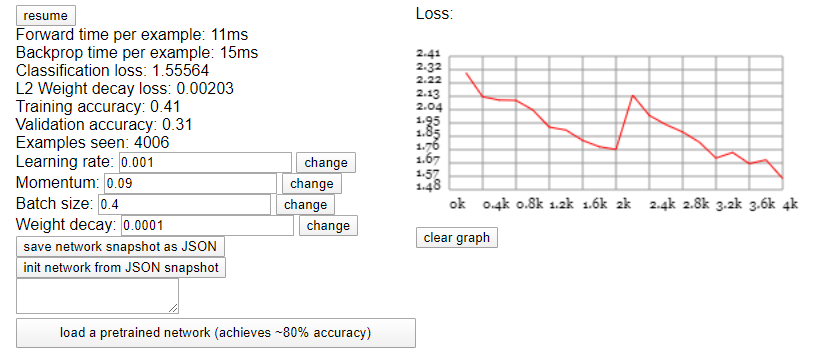 resume
Forward time per example: 11ms
Backprop time per example: 15ms
Classification loss: 1.55564
L2 Weight decay loss: 0.00203
Training accuracy: 0.41
Validation accuracy: 0.31
Examples seen: 4006
Learning rate: 0.001 change
Momentum: 0.09 change
Batch size: 0.4 change
Weight decay: 0.0001 change
save network snapshot as JSON
init network from JSON snapshot
load a pretrained network (achieves ~80% accuracy)
Loss:
2.41
2.32
2.22
2.13
2.04
1.95
1.85
1.76
1.67
1.57
1.48
0k 0.4k 0.8k 1.2k 1.6k 2k 2.4k 2.8k 3.2k 3.6k 4k
clear graph